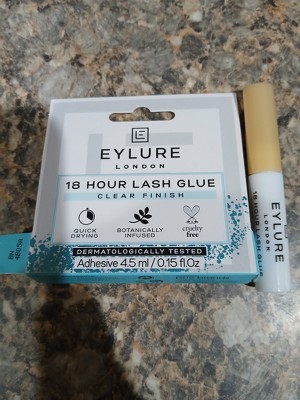 EYLURE
LONDON
18 HOUR LASH GLUE
CLEAR FINISH
QUICK
DRYING
BOTANICALLY
INFUSED
cruelty
free
DERMATOLOGICALLY TESTED
Adhesive 4.5 ml / 0.15 fl.Oz
EYLURE
LONDON
18 HOUR LASH GLUE